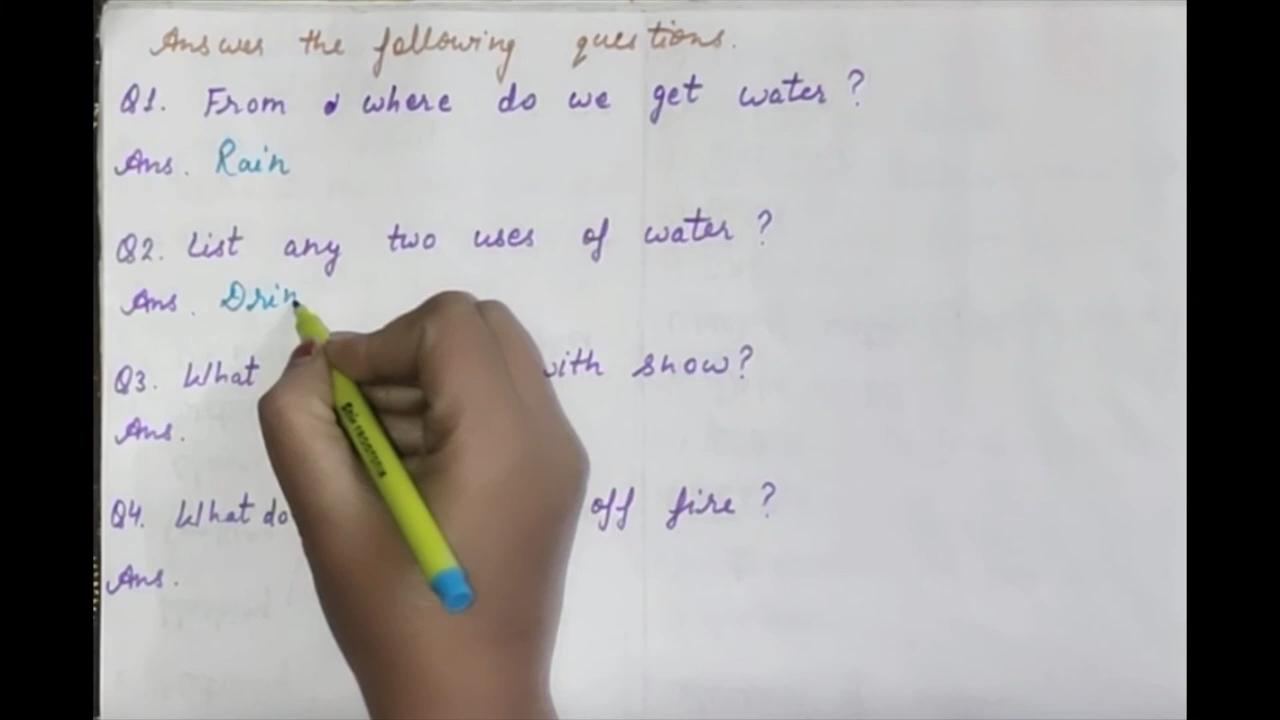 Answer the following questions.
Q1. From where do we get water?
Ans. Rain
Q2. List any two uses of water?
Ans. Drin
Q3. What with snow?
Ans.
Q4. What do off fire?
Ans.